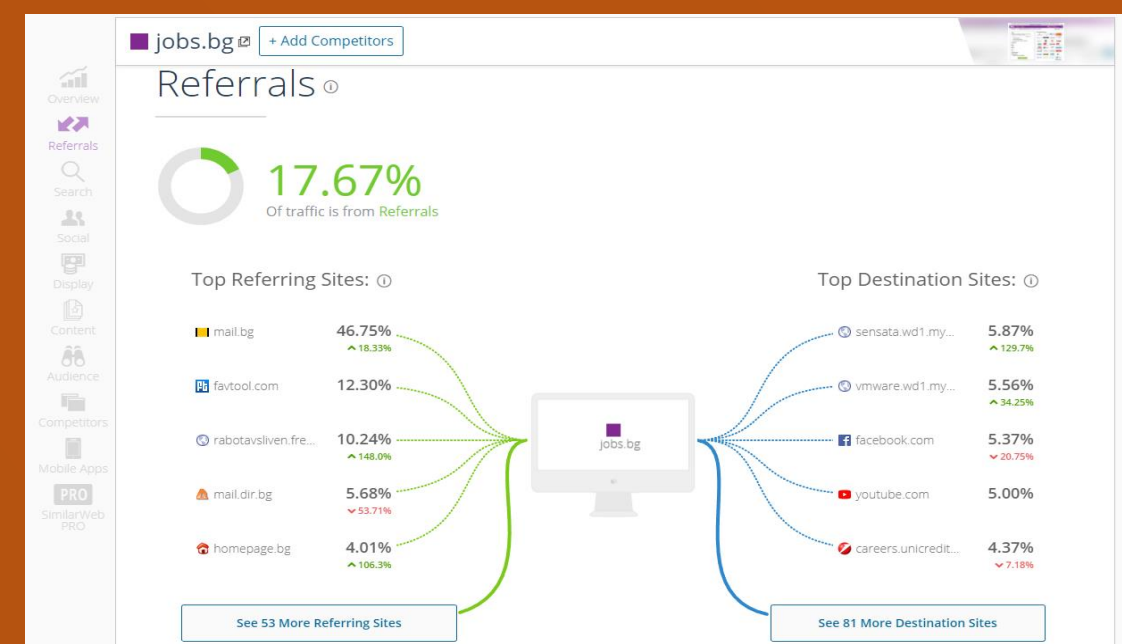 jobs.bg
+ Add Competitors
Overview
Referrals
Search
Social
Display
Content
Audience
Competitors
Mobile Apps
PRO
SimilarWeb
PRO
Referrals
17.67%
Of traffic is from Referrals
Top Referring Sites:
mail.bg 46.75%
18.33%
favtool.com 12.30%
rabotavsliven.fre... 10.24%
148.0%
mail.dir.bg 5.68%
53.71%
homepage.bg 4.01%
106.3%
See 53 More Referring Sites
jobs.bg
Top Destination Sites:
sensata.wd1.my... 5.87%
129.7%
vmware.wd1.my... 5.56%
34.25%
facebook.com 5.37%
20.75%
youtube.com 5.00%
careers.unicredit... 4.37%
7.18%
See 81 More Destination Sites